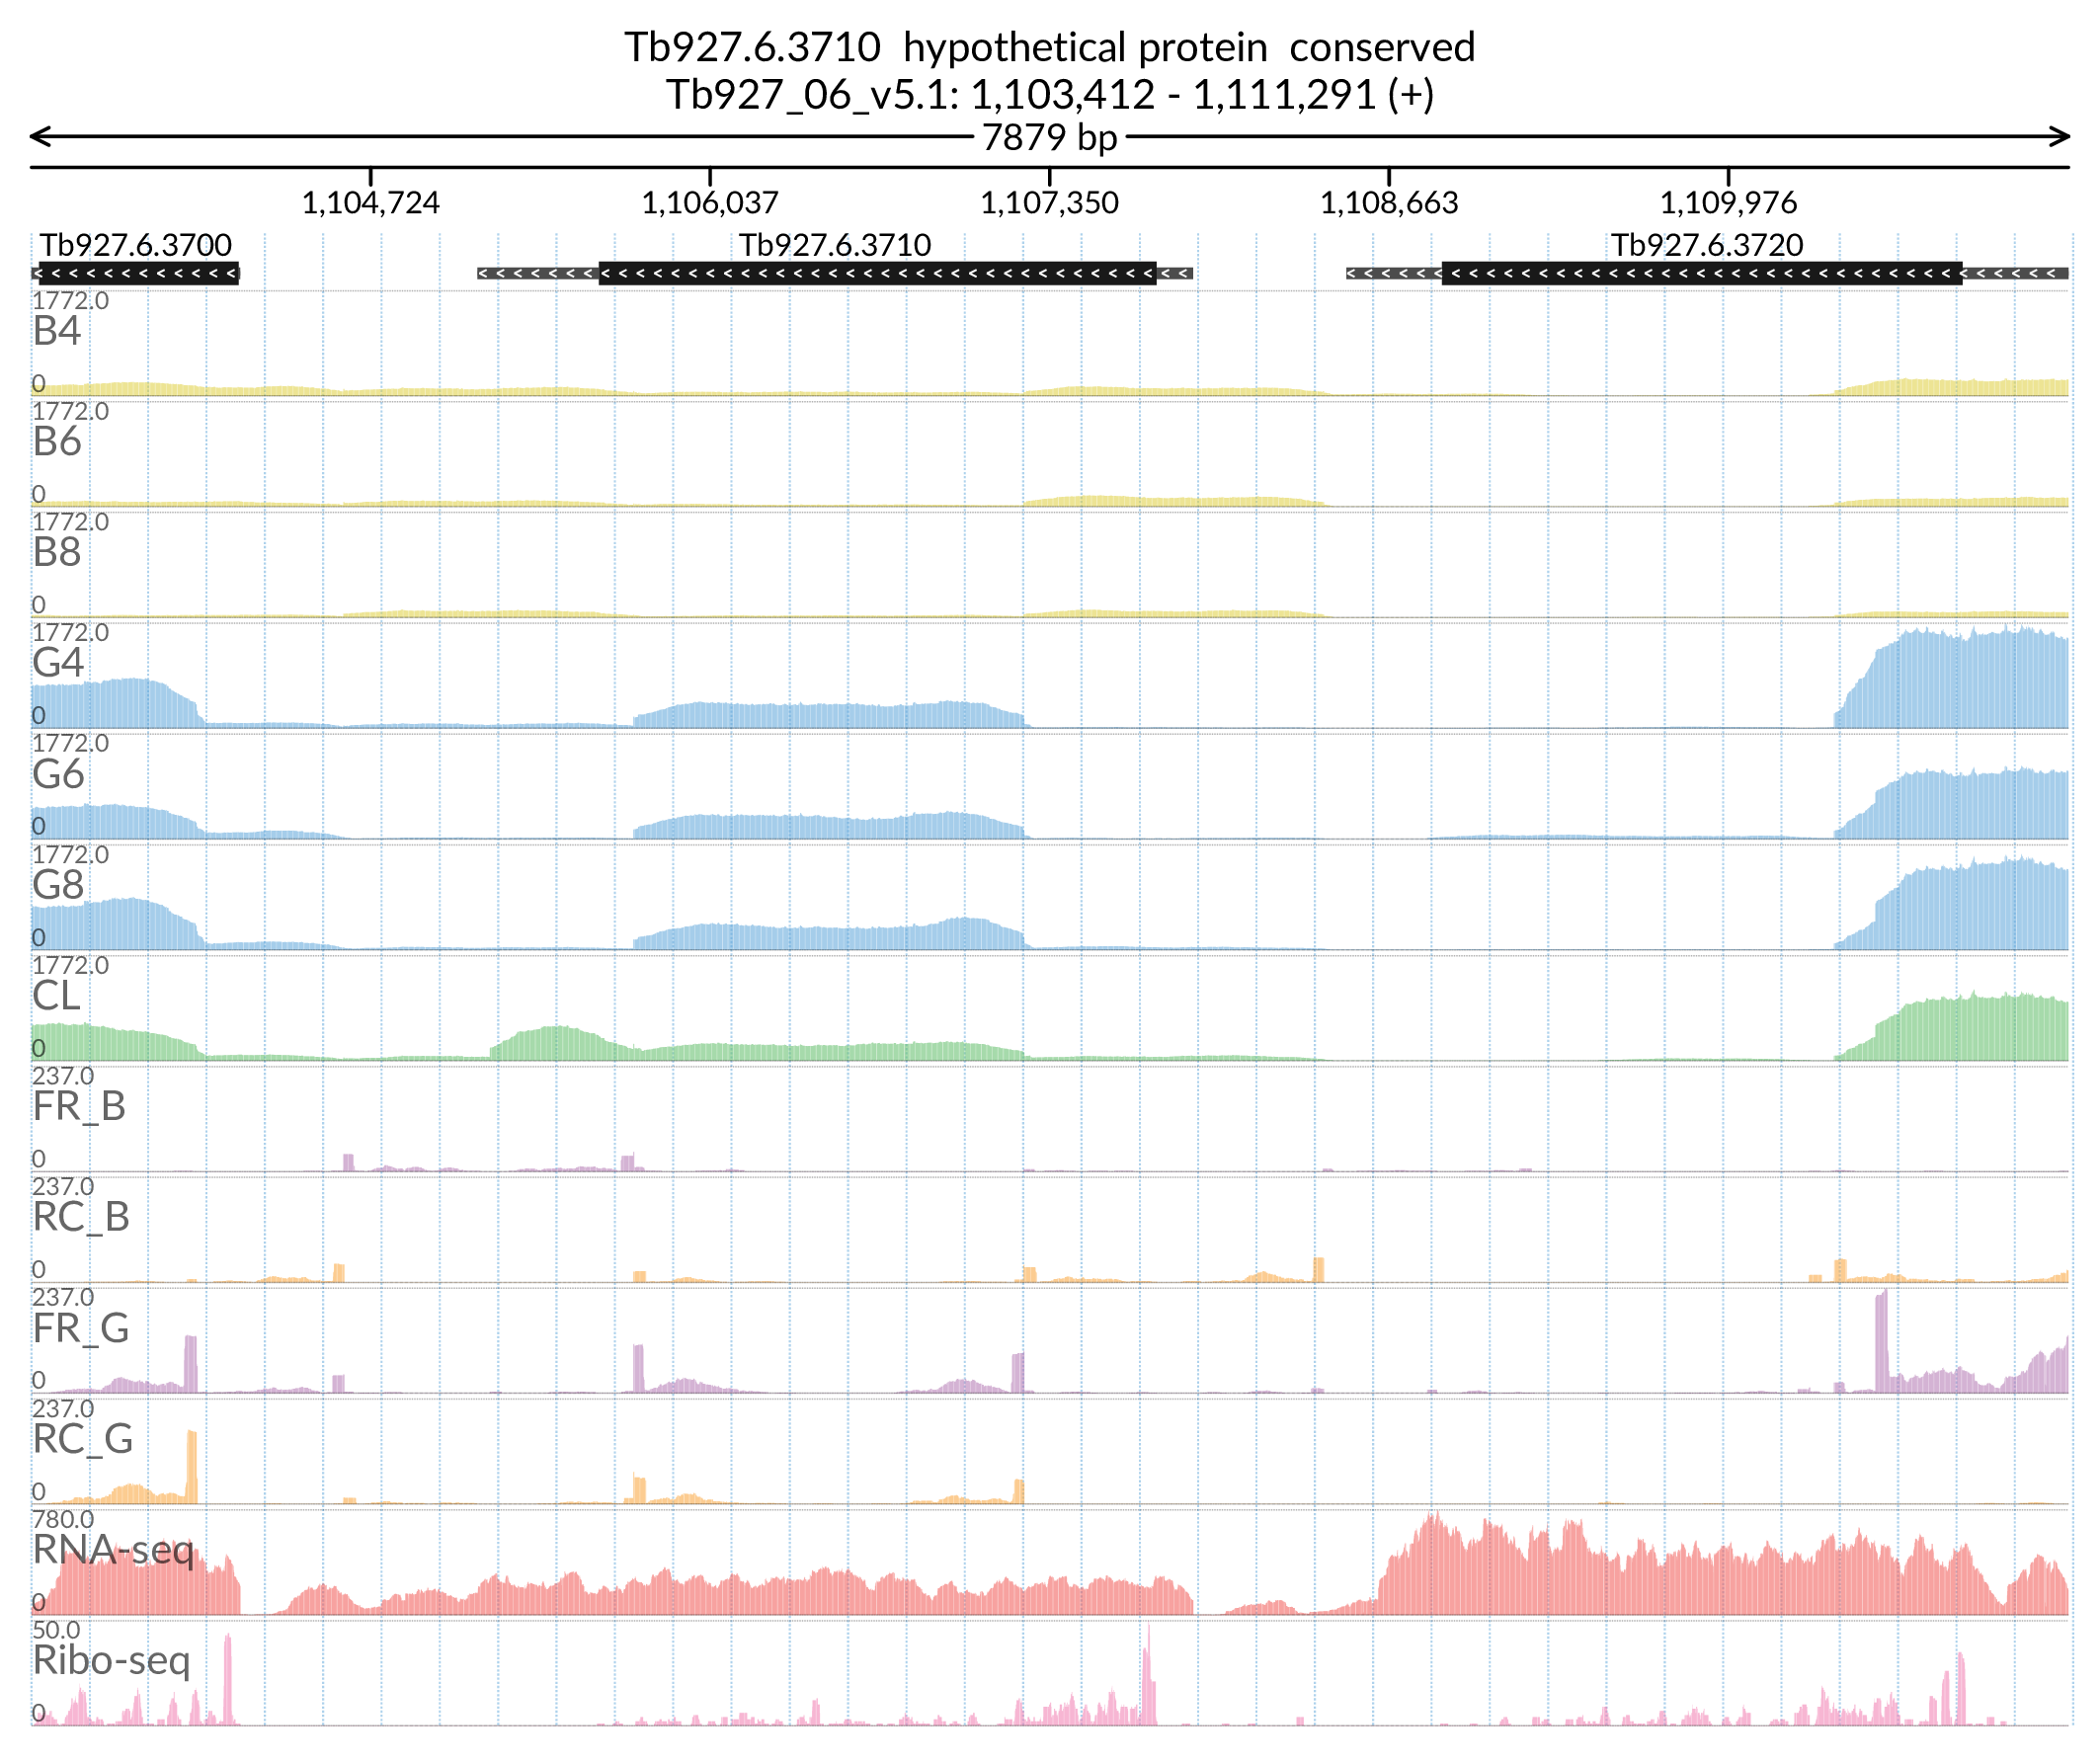 Tb927.6.3710 hypothetical protein conserved
Tb927_06_v5.1: 1,103,412 - 1,111,291 (+)
7879 bp
1,104,724 1,106,037 1,107,350 1,108,663 1,109,976
Tb927.6.3700 Tb927.6.3710 Tb927.6.3720
1772.0
B4
0
1772.0
B6
0
1772.0
B8
0
1772.0
G4
0
1772.0
G6
0
1772.0
G8
0
1772.0
CL
0
237.0
FR_B
0
237.0
RC_B
0
237.0
FR_G
0
237.0
RC_G
0
780.0
RNA-seq
0
50.0
Ribo-seq
0